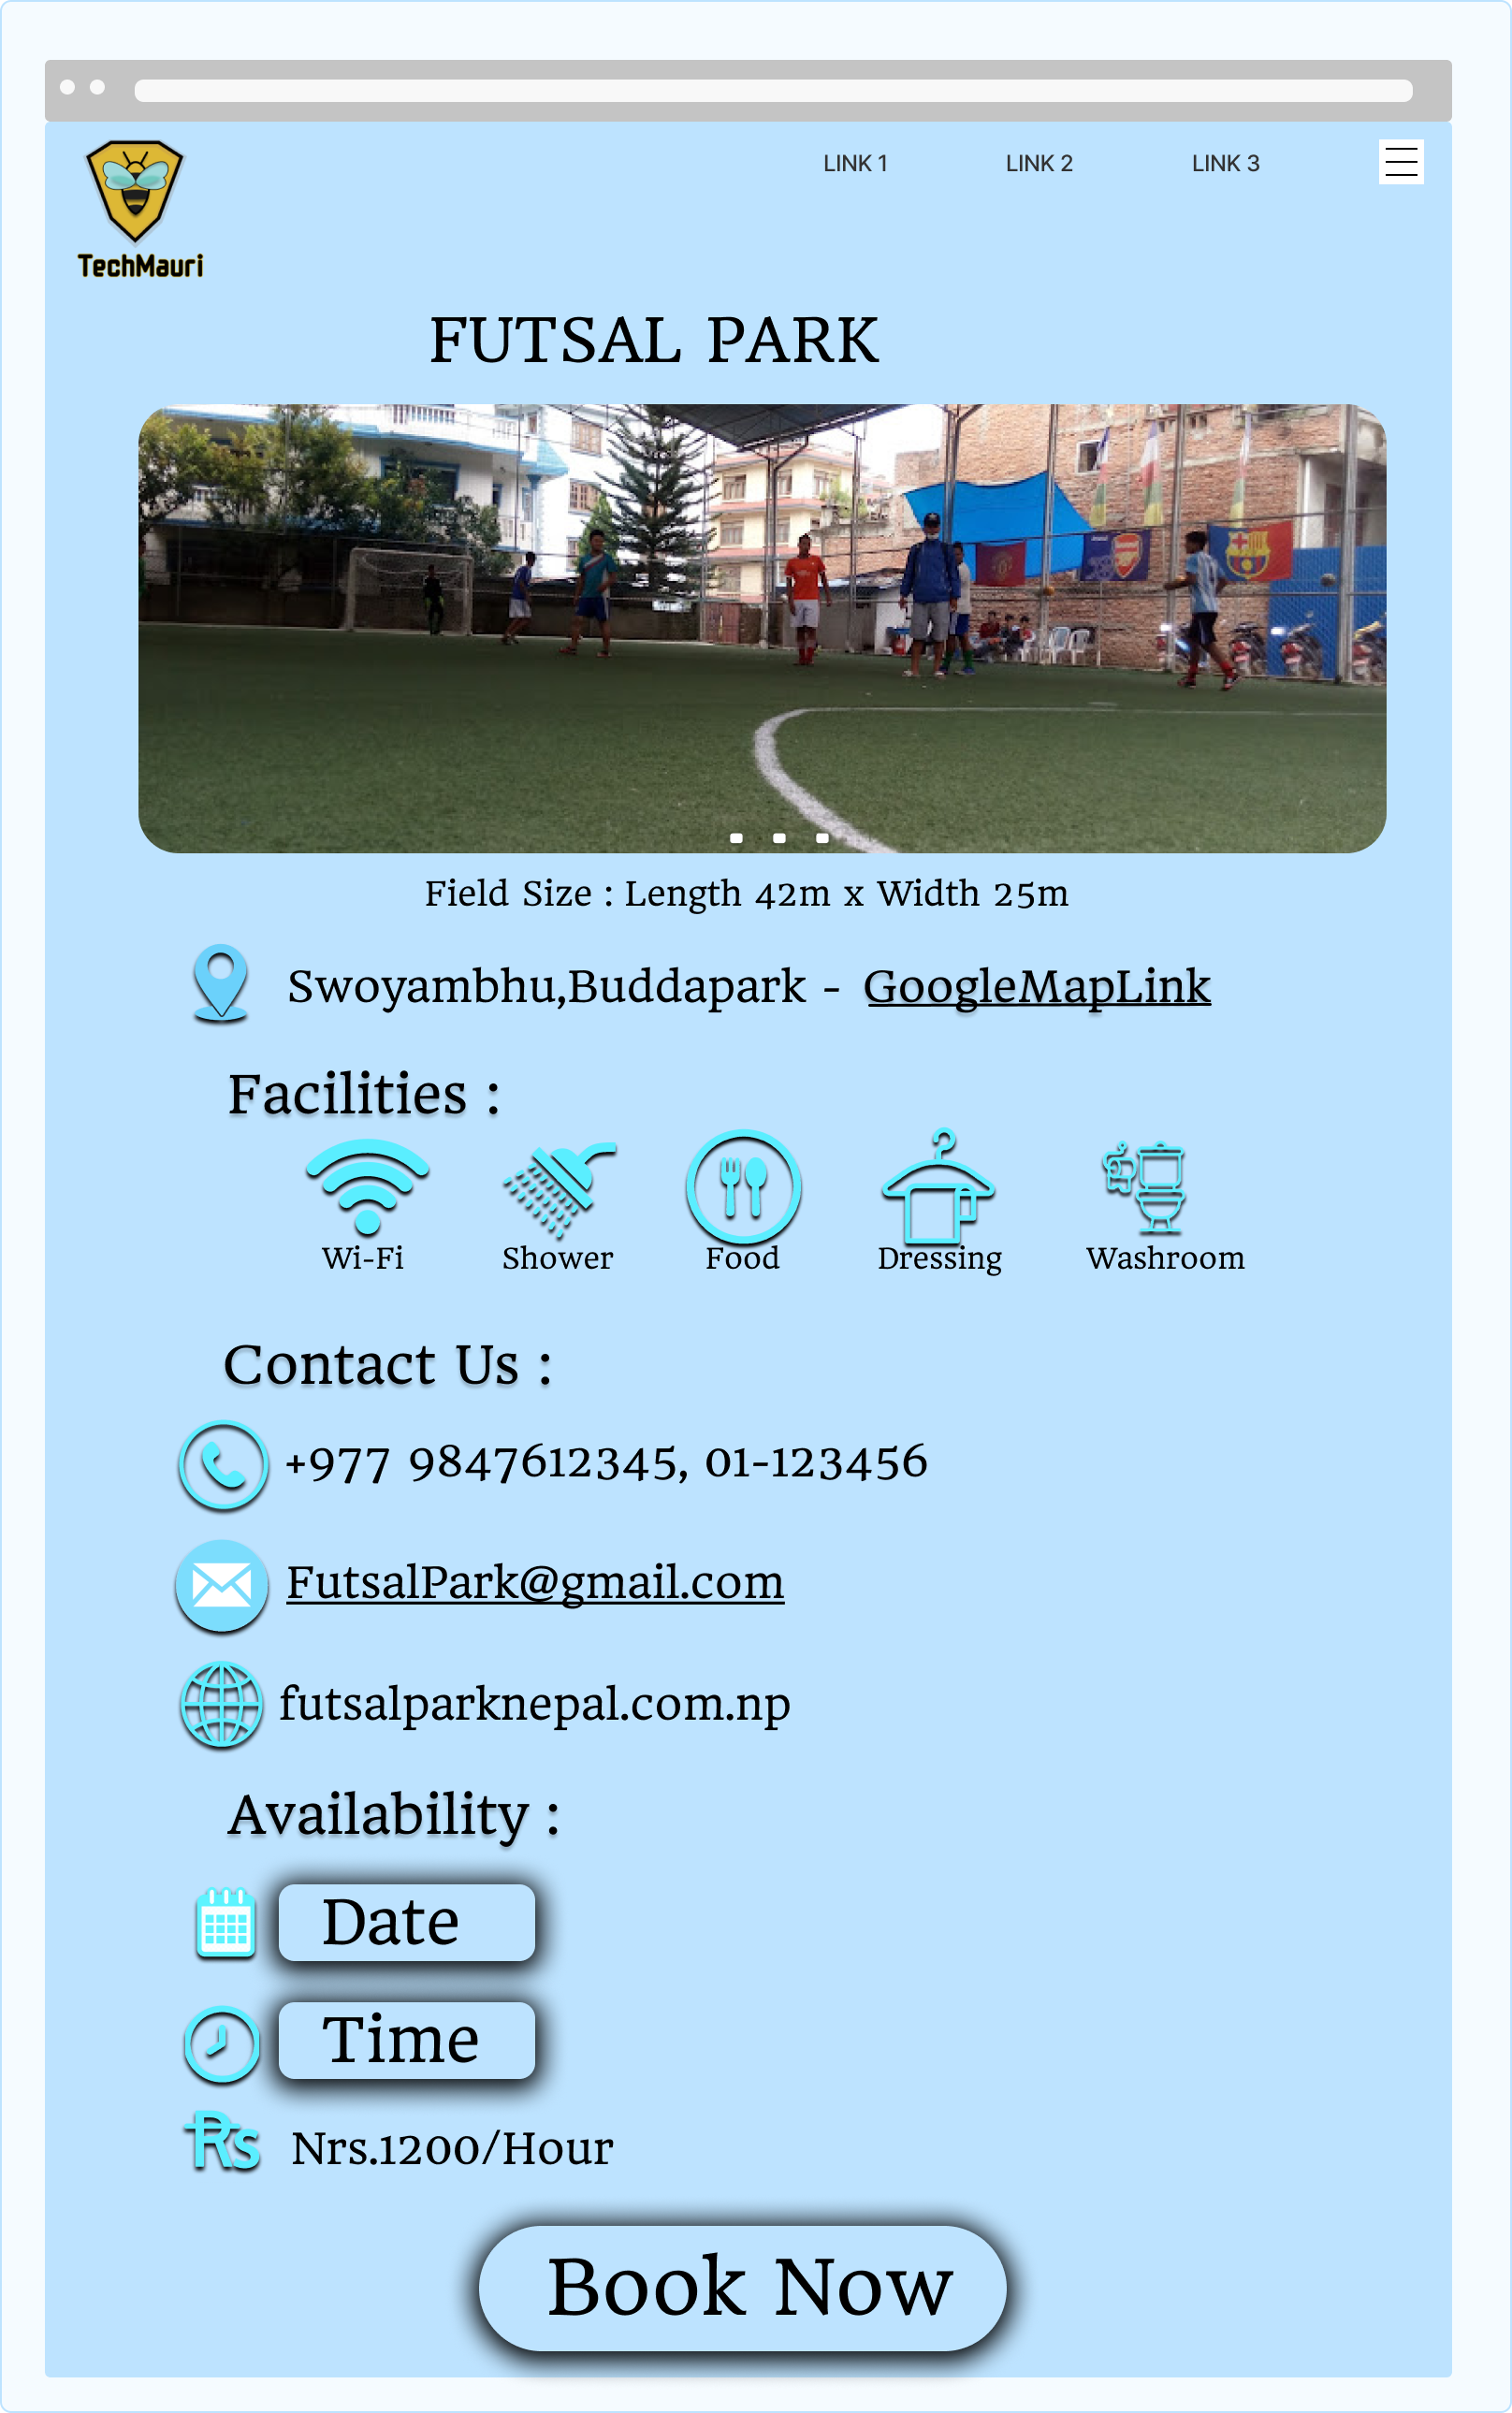 LINK 1 LINK 2 LINK 3
TechMauri
FUTSAL PARK
Field Size : Length 42m x Width 25m
Swoyambhu,Buddapark - GoogleMapLink
Facilities :
Wi-Fi Shower Food Dressing Washroom
Contact Us :
+977 9847612345, 01-123456
FutsalPark@gmail.com
futsalparknepal.com.np
Availability :
Date
Time
Rs Nrs.1200/Hour
Book Now